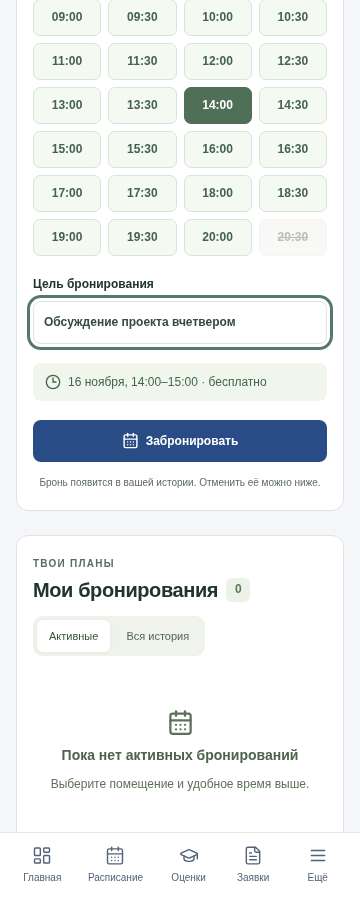 09:00 09:30 10:00 10:30
11:00 11:30 12:00 12:30
13:00 13:30 14:00 14:30
15:00 15:30 16:00 16:30
17:00 17:30 18:00 18:30
19:00 19:30 20:00 20:30
Цель бронирования
Обсуждение проекта вчетвером
16 ноября, 14:00–15:00 · бесплатно
Забронировать
Бронь появится в вашей истории. Отменить её можно ниже.
ТВОИ ПЛАНЫ
Мои бронирования 0
Активные Вся история
Пока нет активных бронирований
Выберите помещение и удобное время выше.
Главная Расписание Оценки Заявки Ещё